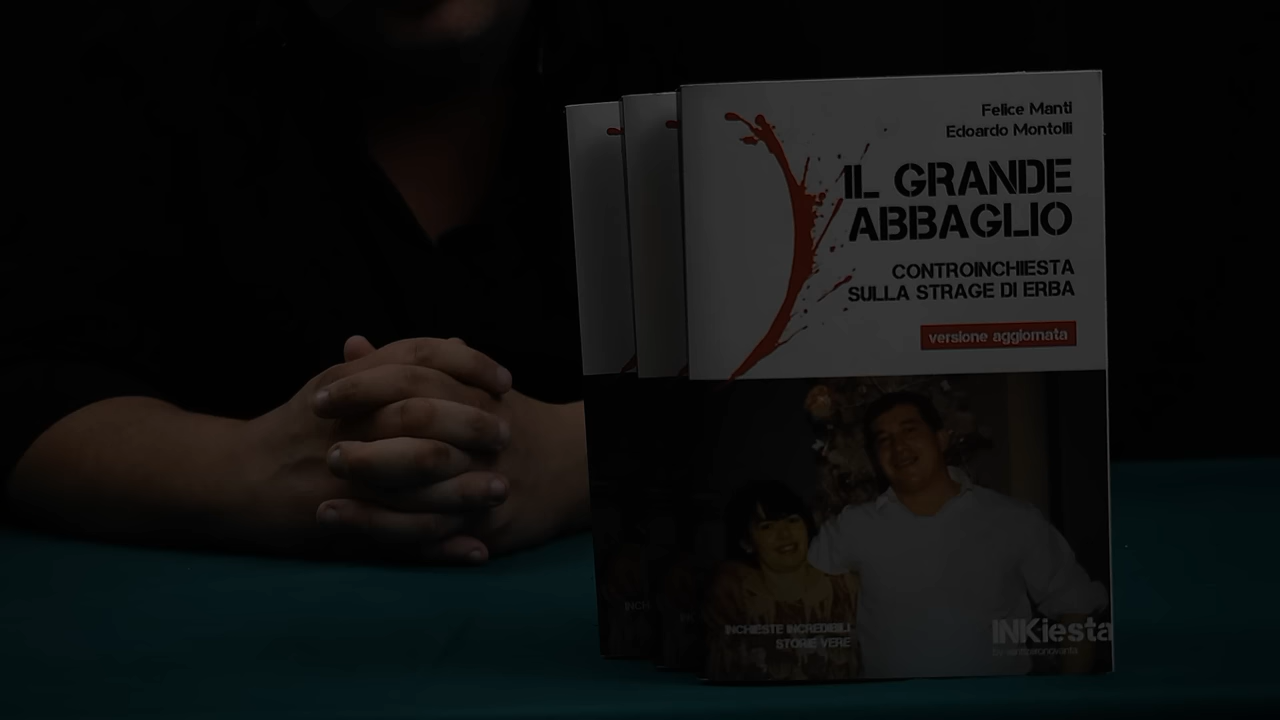 Felice Manti
Edoardo Montolli
IL GRANDE
ABBAGLIO
CONTROINCHIESTA
SULLA STRAGE DI ERBA
versione aggiornata
INCH
INCHIESTE INCREDIBILI
STORIE VERE
INKiesta